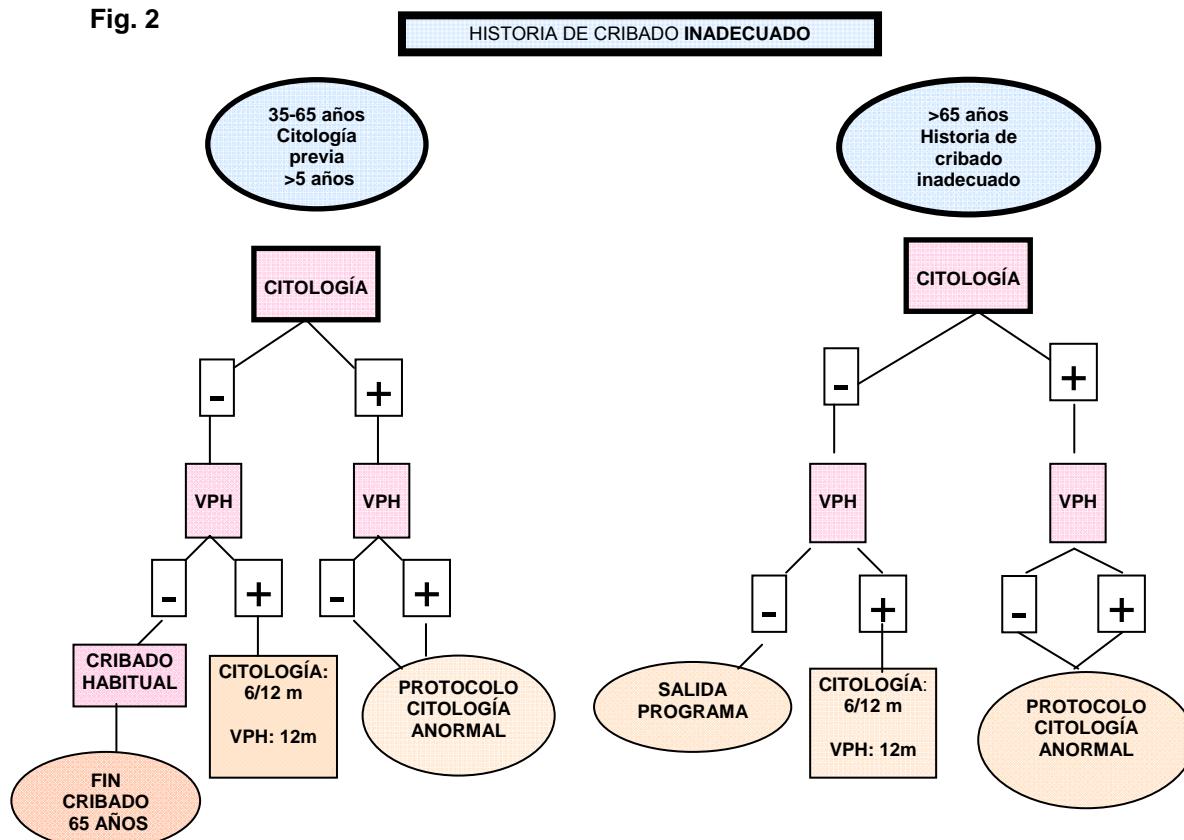 Fig. 2
HISTORIA DE CRIBADO INADECUADO
35-65 años
Citología
previa
>5 años
>65 años
Historia de
cribado
inadecuado
CITOLOGÍA
CITOLOGÍA
-
+
-
+
VPH
VPH
VPH
VPH
-
+
-
+
-
+
-
+
CRIBADO
HABITUAL
CITOLOGÍA:
6/12 m
VPH: 12m
PROTOCOLO
CITOLOGÍA
ANORMAL
SALIDA
PROGRAMA
CITOLOGÍA:
6/12 m
VPH: 12m
PROTOCOLO
CITOLOGÍA
ANORMAL
FIN
CRIBADO
65 AÑOS